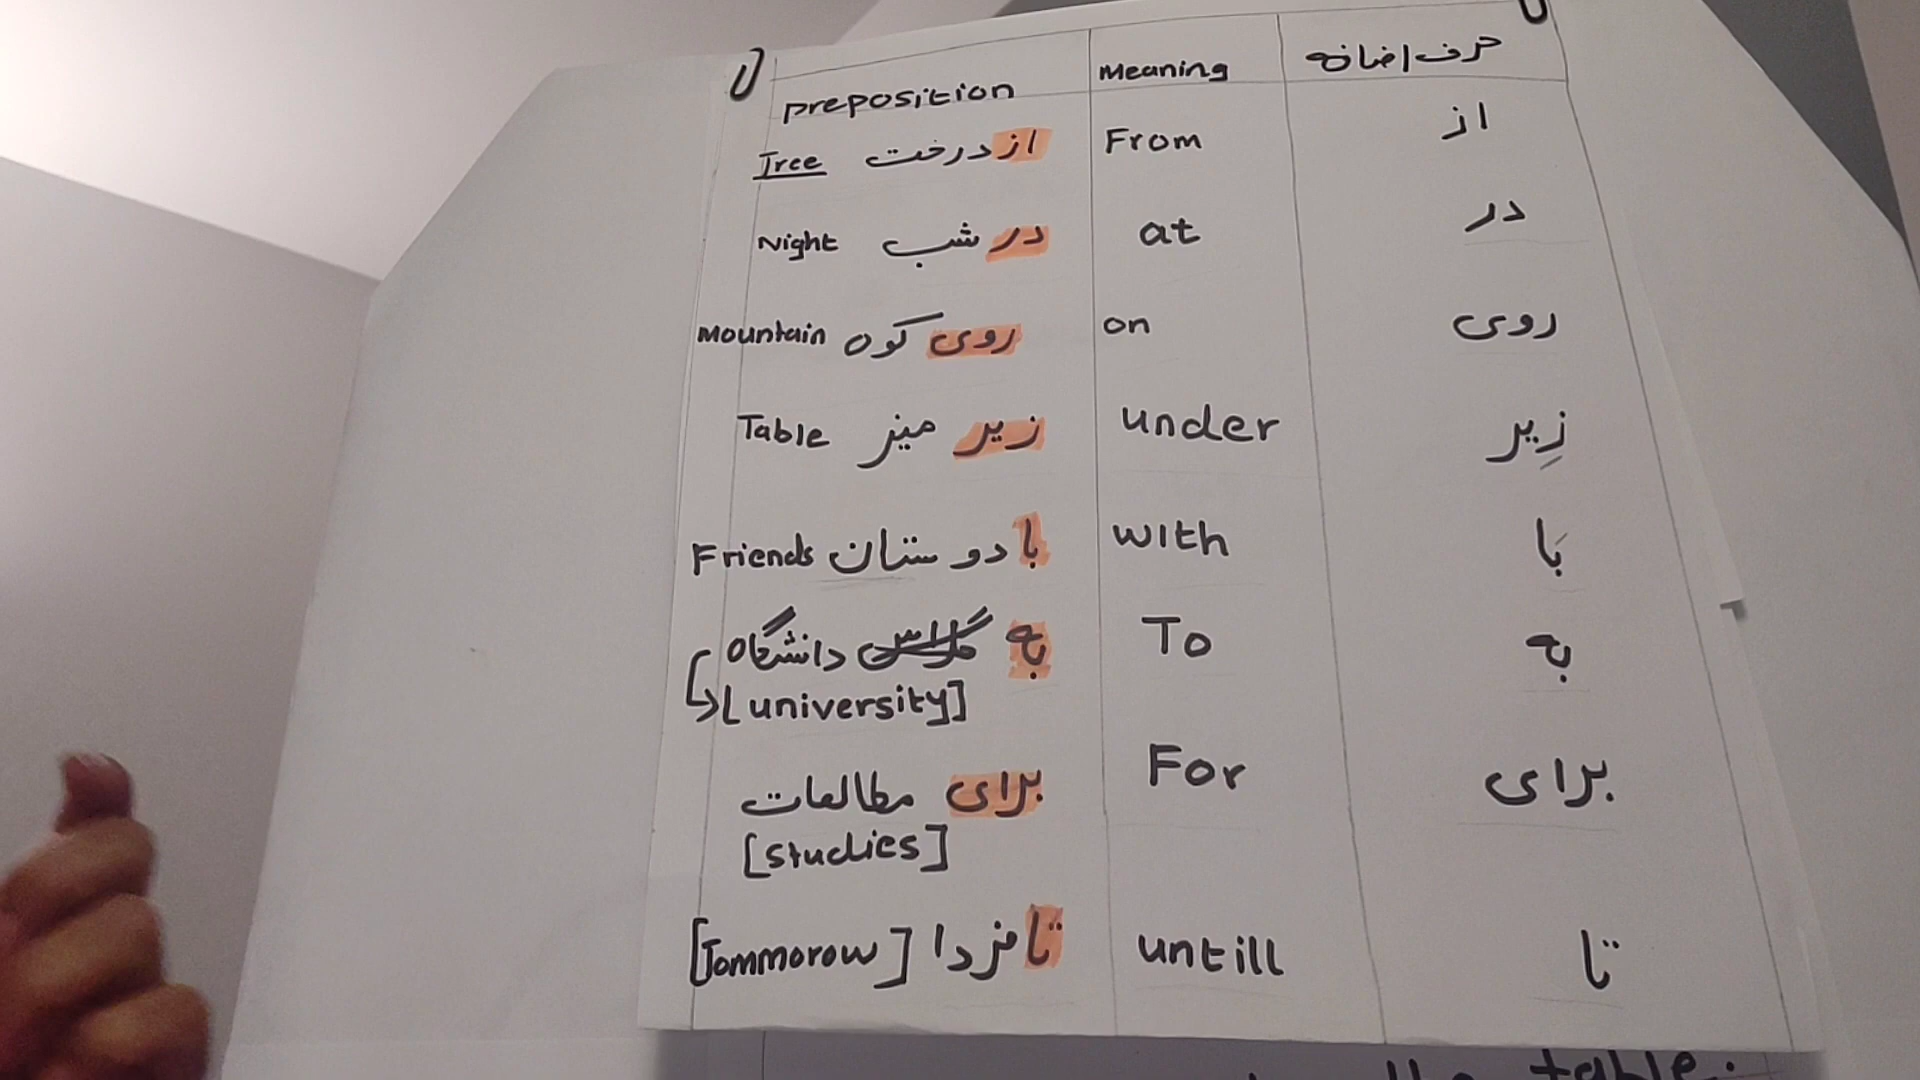 preposition Meaning حرف اضافه
Tree از درخت From از
Night در شب at در
Mountain روی کوه on روی
Table زیر میز under زِیر
Friends با دوستان with بَا
به دانشگاه To به
[university]
برای مطالعات For برای
[studies]
[Tommorow] تا فردا untill تا
table.